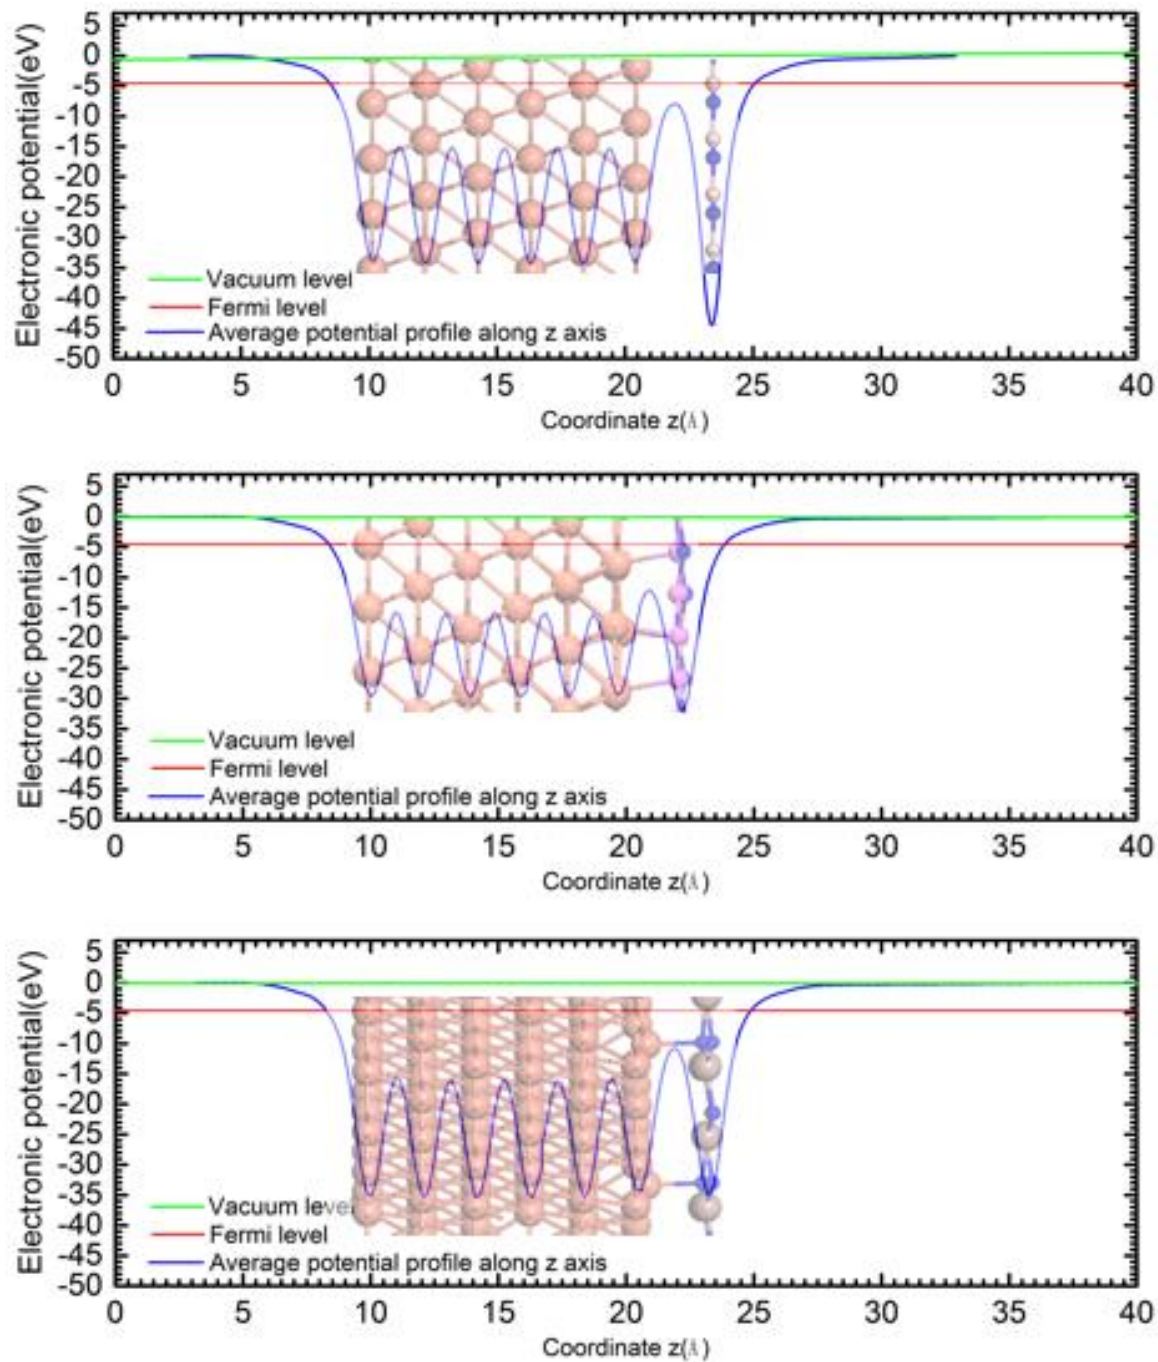 Electronic potential(eV)
5
0
-5
-10
-15
-20
-25
-30
-35
-40
-45
-50
Vacuum level
Fermi level
Average potential profile along z axis
0 5 10 15 20 25 30 35 40
Coordinate z(Å)
Electronic potential(eV)
5
0
-5
-10
-15
-20
-25
-30
-35
-40
-45
-50
Vacuum level
Fermi level
Average potential profile along z axis
0 5 10 15 20 25 30 35 40
Coordinate z(Å)
Electronic potential(eV)
5
0
-5
-10
-15
-20
-25
-30
-35
-40
-45
-50
Vacuum level
Fermi level
Average potential profile along z axis
0 5 10 15 20 25 30 35 40
Coordinate z(Å)